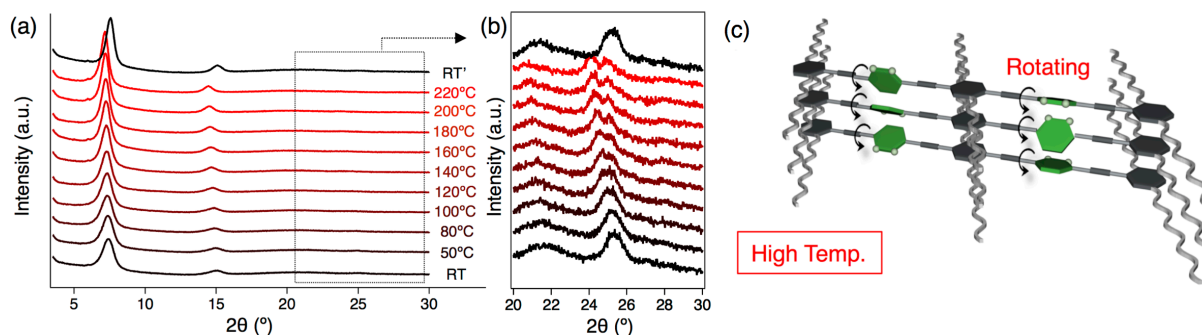 (a)
Intensity (a.u.)
RT'
220ºC
200ºC
180ºC
160ºC
140ºC
120ºC
100ºC
80ºC
50ºC
RT
5 10 15 20 25 30
2θ (º)
(b)
Intensity (a.u.)
20 22 24 26 28 30
2θ (º)
(c)
Rotating
High Temp.